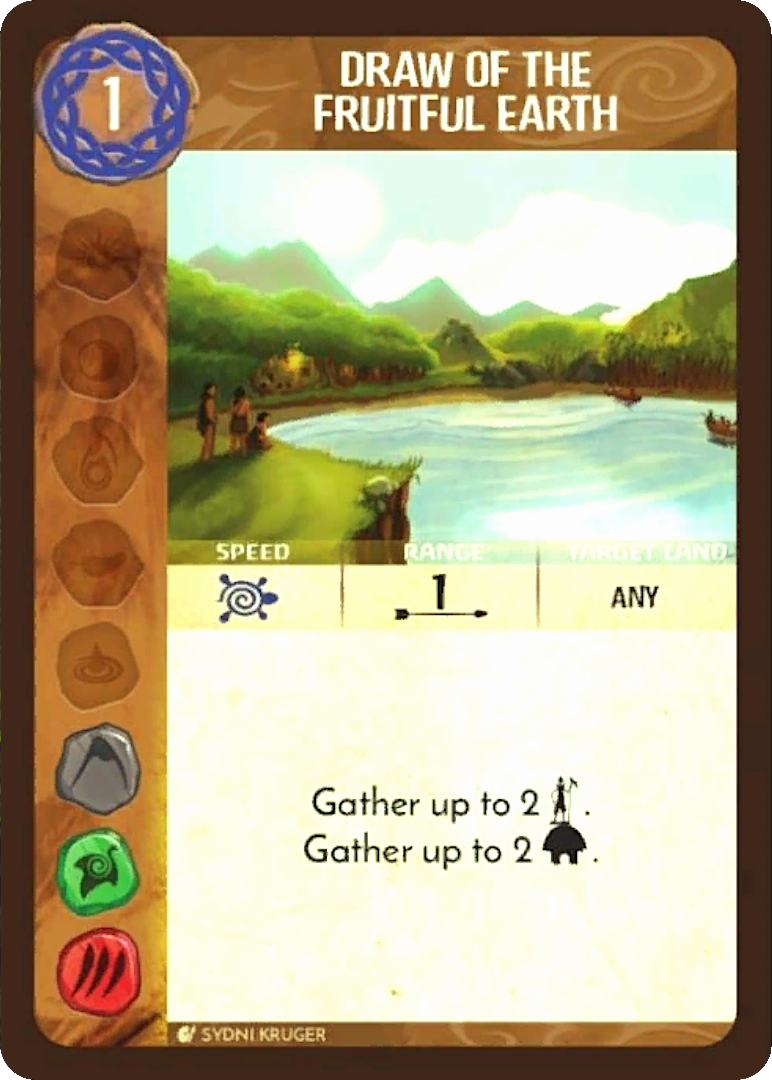 1
DRAW OF THE
FRUITFUL EARTH
SPEED RANGE TARGET LAND
1 ANY
Gather up to 2 .
Gather up to 2 .
SYDNI KRUGER